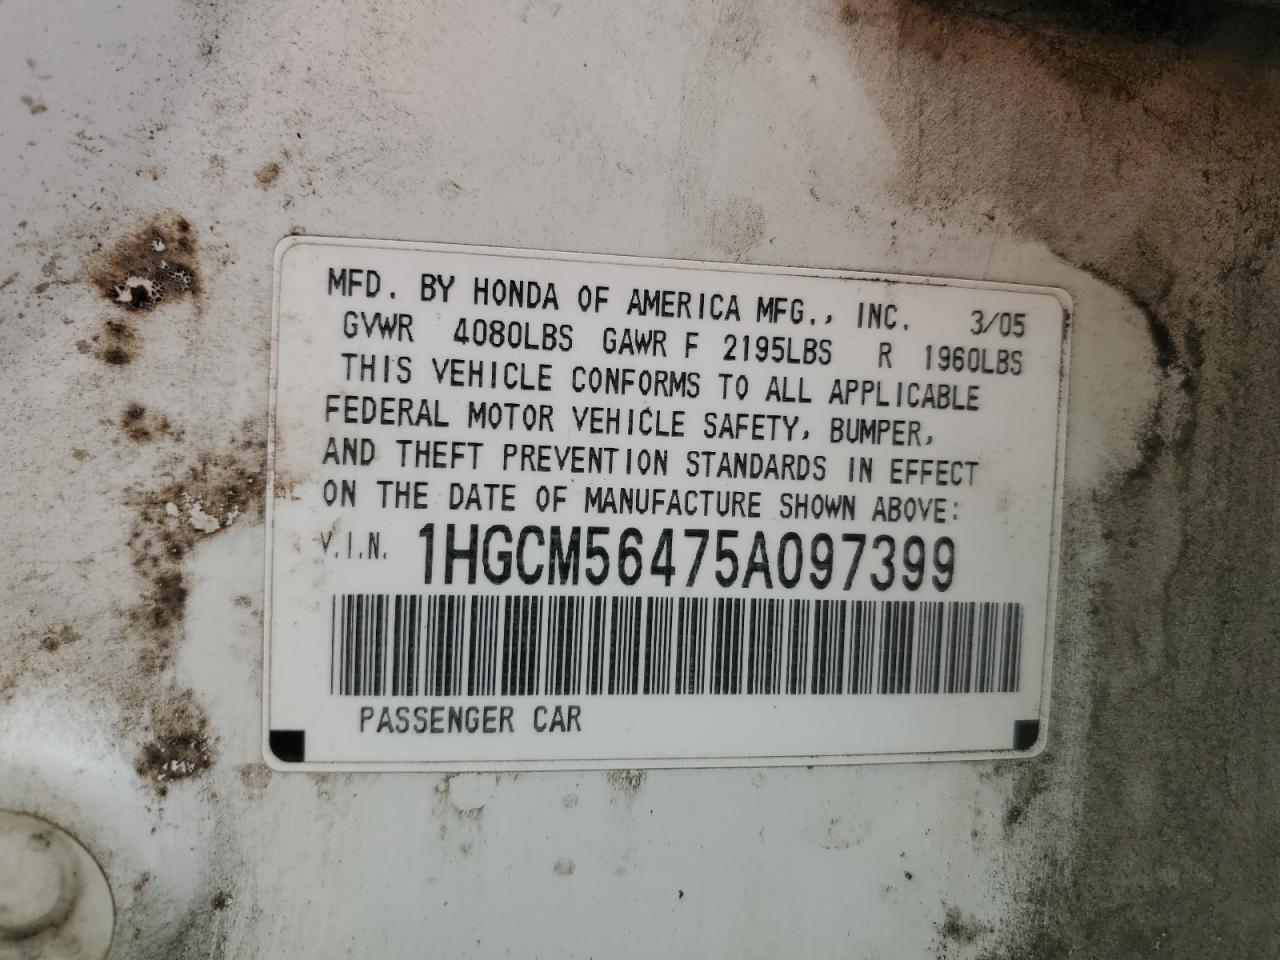 MFD. BY HONDA OF AMERICA MFG., INC. 3/05
GVWR 4080LBS GAWR F 2195LBS R 1960LBS
THIS VEHICLE CONFORMS TO ALL APPLICABLE
FEDERAL MOTOR VEHICLE SAFETY, BUMPER,
AND THEFT PREVENTION STANDARDS IN EFFECT
ON THE DATE OF MANUFACTURE SHOWN ABOVE:
V.I.N. 1HGCM56475A097399
PASSENGER CAR